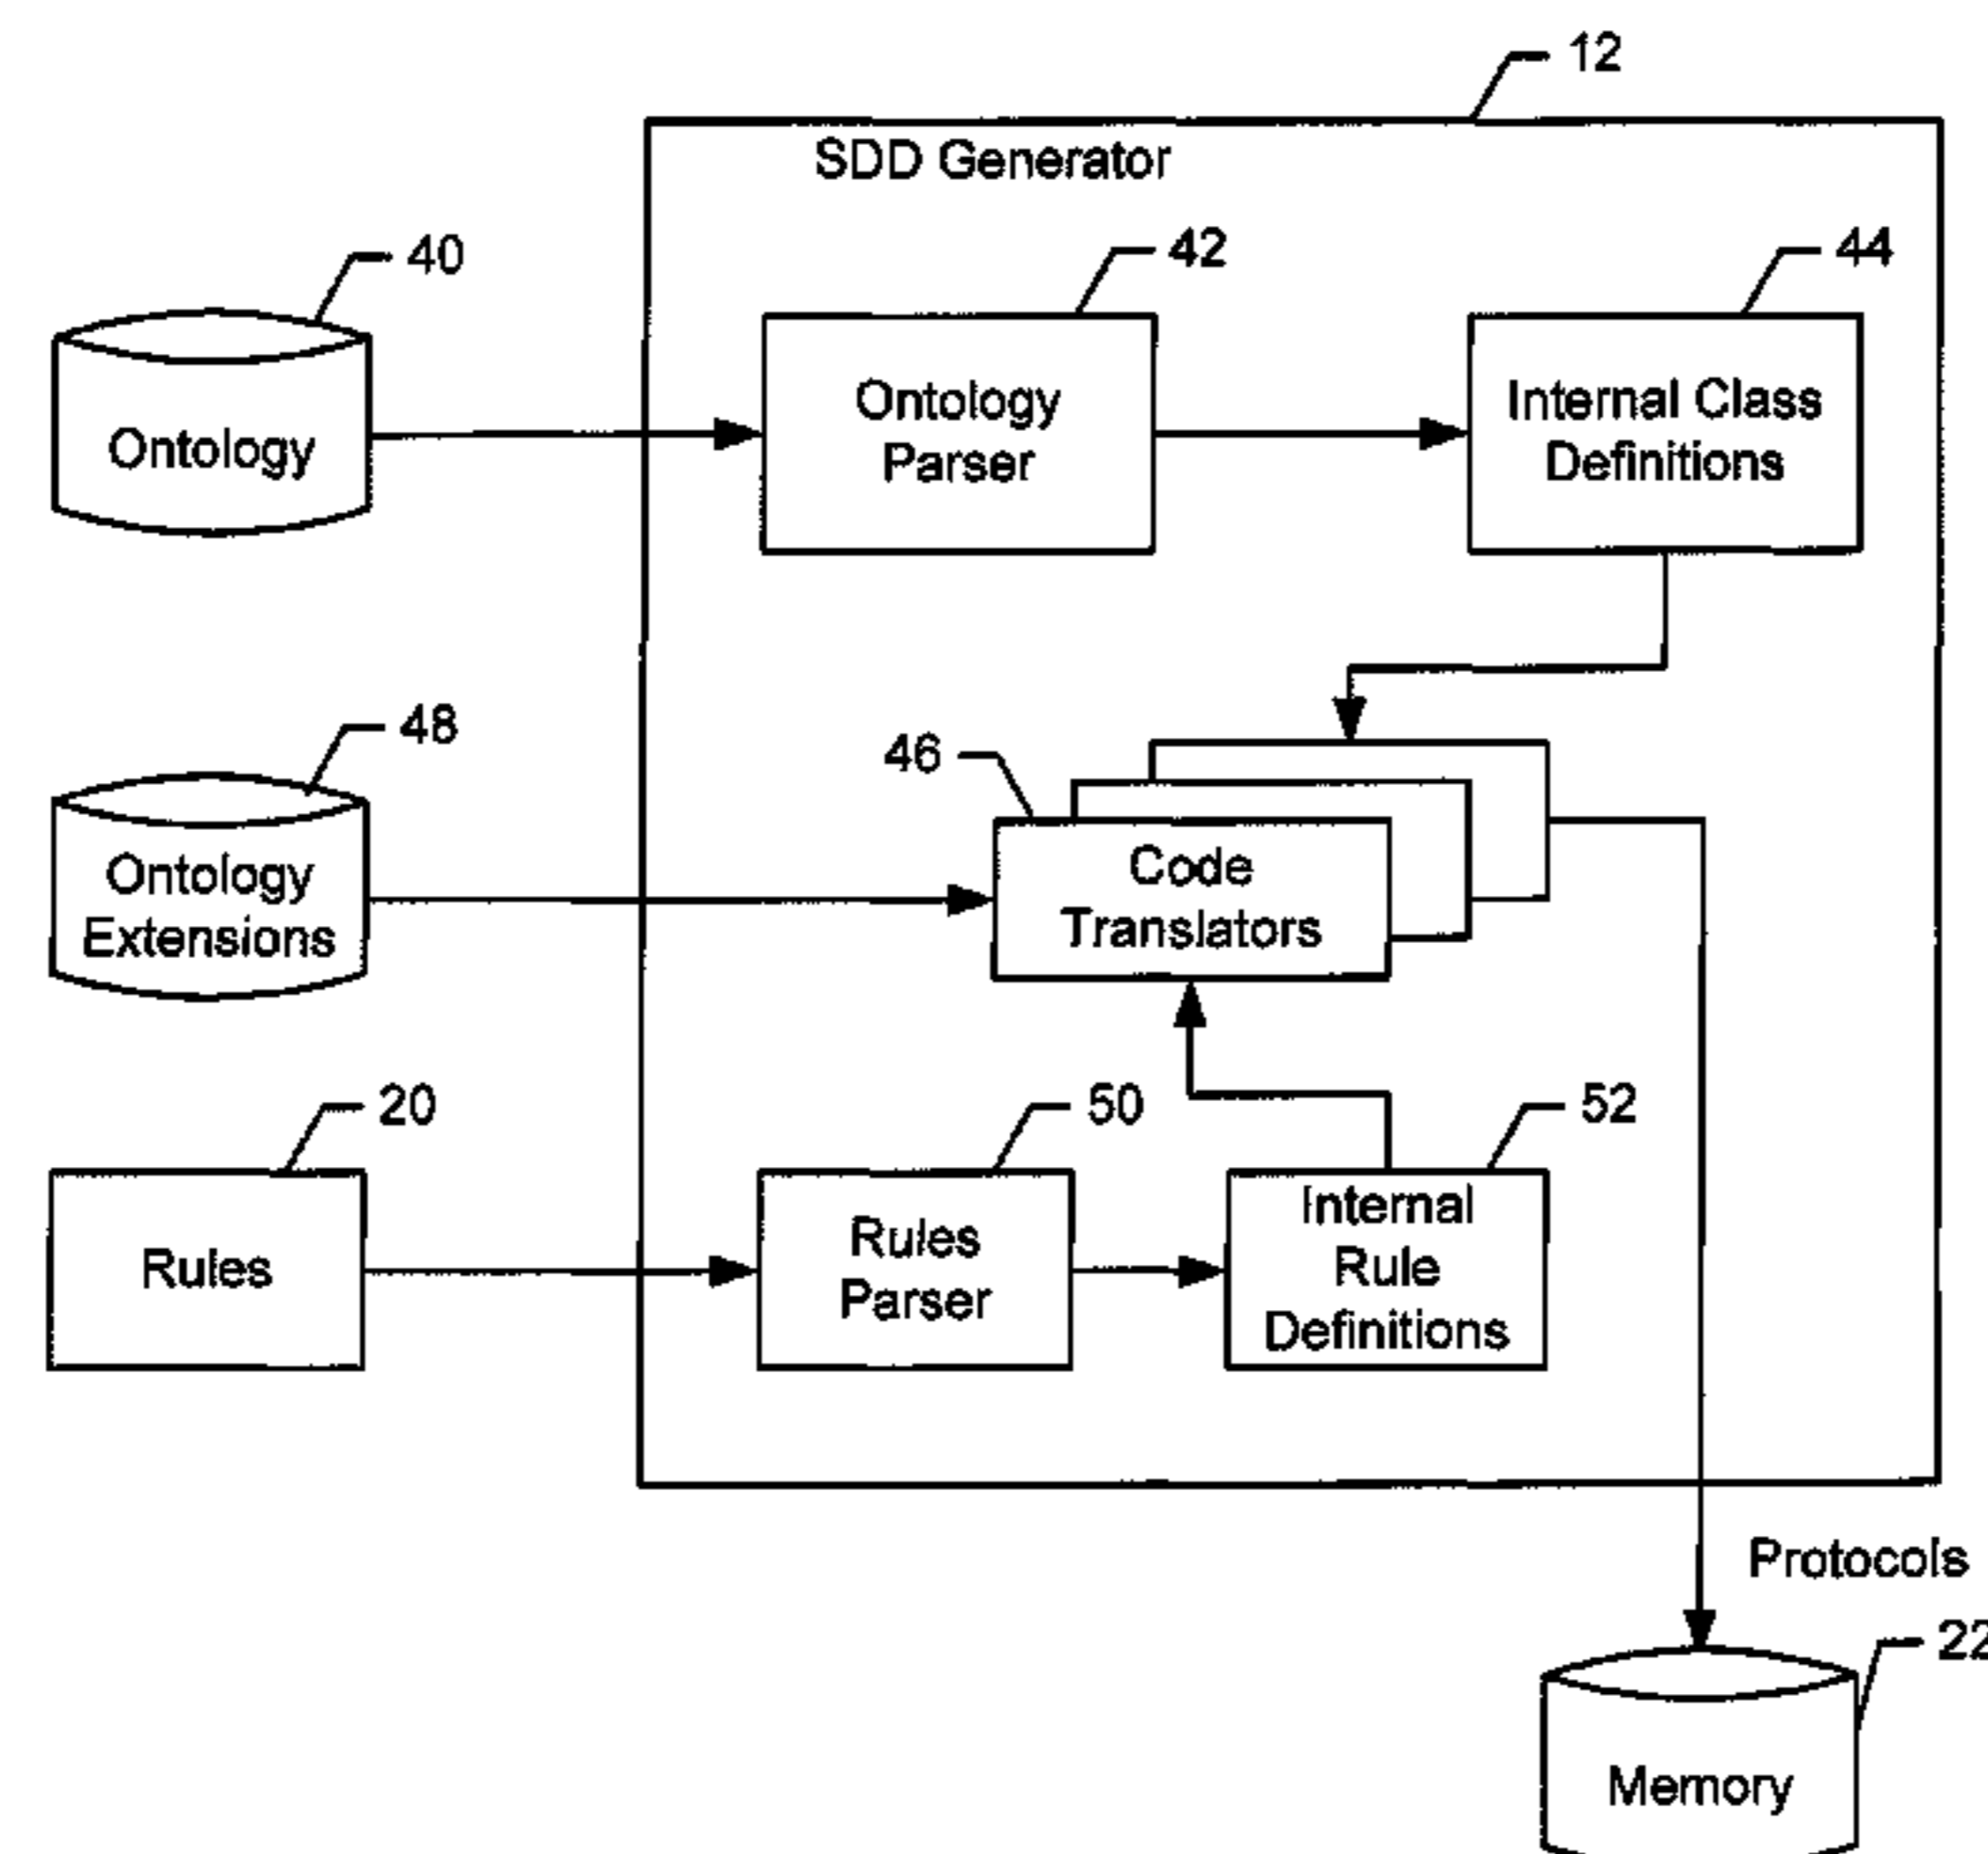 12
SDD Generator
40
42
44
Ontology
Ontology
Parser
Internal Class
Definitions
48
46
Ontology
Extensions
Code
Translators
20
50
52
Rules
Rules
Parser
Internal
Rule
Definitions
Protocols
22
Memory